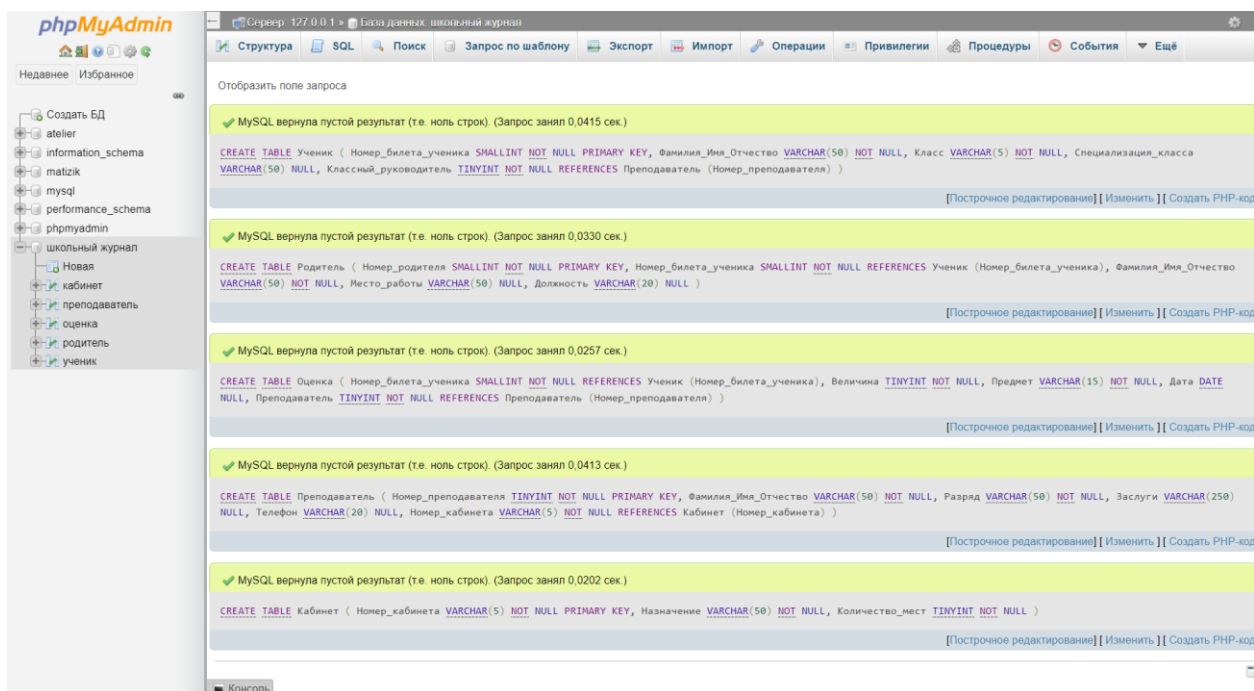 phpMyAdmin
Недавнее Избранное
Создать БД
atelier
information_schema
matizik
mysql
performance_schema
phpmyadmin
школьный журнал
Новая
кабинет
преподаватель
оценка
родитель
ученик
Сервер: 127.0.0.1 » База данных: школьный журнал
Структура SQL Поиск Запрос по шаблону Экспорт Импорт Операции Привилегии Процедуры События Ещё
Отобразить поле запроса
MySQL вернула пустой результат (т.е. ноль строк). (Запрос занял 0,0415 сек.)
CREATE TABLE Ученик ( Номер_билета_ученика SMALLINT NOT NULL PRIMARY KEY, Фамилия_Имя_Отчество VARCHAR(50) NOT NULL, Класс VARCHAR(5) NOT NULL, Специализация_класса
VARCHAR(50) NULL, Классный_руководитель TINYINT NOT NULL REFERENCES Преподаватель (Номер_преподавателя) )
[Построчное редактирование] [ Изменить ] [ Создать PHP-код
MySQL вернула пустой результат (т.е. ноль строк). (Запрос занял 0,0330 сек.)
CREATE TABLE Родитель ( Номер_родителя SMALLINT NOT NULL PRIMARY KEY, Номер_билета_ученика SMALLINT NOT NULL REFERENCES Ученик (Номер_билета_ученика), Фамилия_Имя_Отчество
VARCHAR(50) NOT NULL, Место_работы VARCHAR(50) NULL, Должность VARCHAR(20) NULL )
[Построчное редактирование] [ Изменить ] [ Создать PHP-код
MySQL вернула пустой результат (т.е. ноль строк). (Запрос занял 0,0257 сек.)
CREATE TABLE Оценка ( Номер_билета_ученика SMALLINT NOT NULL REFERENCES Ученик (Номер_билета_ученика), Величина TINYINT NOT NULL, Предмет VARCHAR(15) NOT NULL, Дата DATE
NULL, Преподаватель TINYINT NOT NULL REFERENCES Преподаватель (Номер_преподавателя) )
[Построчное редактирование] [ Изменить ] [ Создать PHP-код
MySQL вернула пустой результат (т.е. ноль строк). (Запрос занял 0,0413 сек.)
CREATE TABLE Преподаватель ( Номер_преподавателя TINYINT NOT NULL PRIMARY KEY, Фамилия_Имя_Отчество VARCHAR(50) NOT NULL, Разряд VARCHAR(50) NOT NULL, Заслуги VARCHAR(250)
NULL, Телефон VARCHAR(20) NULL, Номер_кабинета VARCHAR(5) NOT NULL REFERENCES Кабинет (Номер_кабинета) )
[Построчное редактирование] [ Изменить ] [ Создать PHP-код
MySQL вернула пустой результат (т.е. ноль строк). (Запрос занял 0,0202 сек.)
CREATE TABLE Кабинет ( Номер_кабинета VARCHAR(5) NOT NULL PRIMARY KEY, Назначение VARCHAR(50) NOT NULL, Количество_мест TINYINT NOT NULL )
[Построчное редактирование] [ Изменить ] [ Создать PHP-код
Консоль